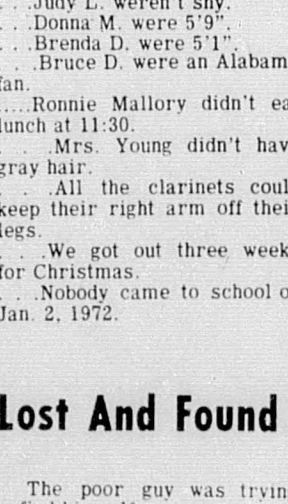 . . .Judy L. weren't shy.
. . .Donna M. were 5'9".
. . .Brenda D. were 5'1".
. . .Bruce D. were an Alabam
fan.
.....Ronnie Mallory didn't ea
lunch at 11:30.
. . .Mrs. Young didn't hav
gray hair.
. . .All the clarinets coul
keep their right arm off thei
legs.
. . .We got out three week
for Christmas.
. . .Nobody came to school o
Jan. 2, 1972.
Lost And Found
The poor guy was tryin